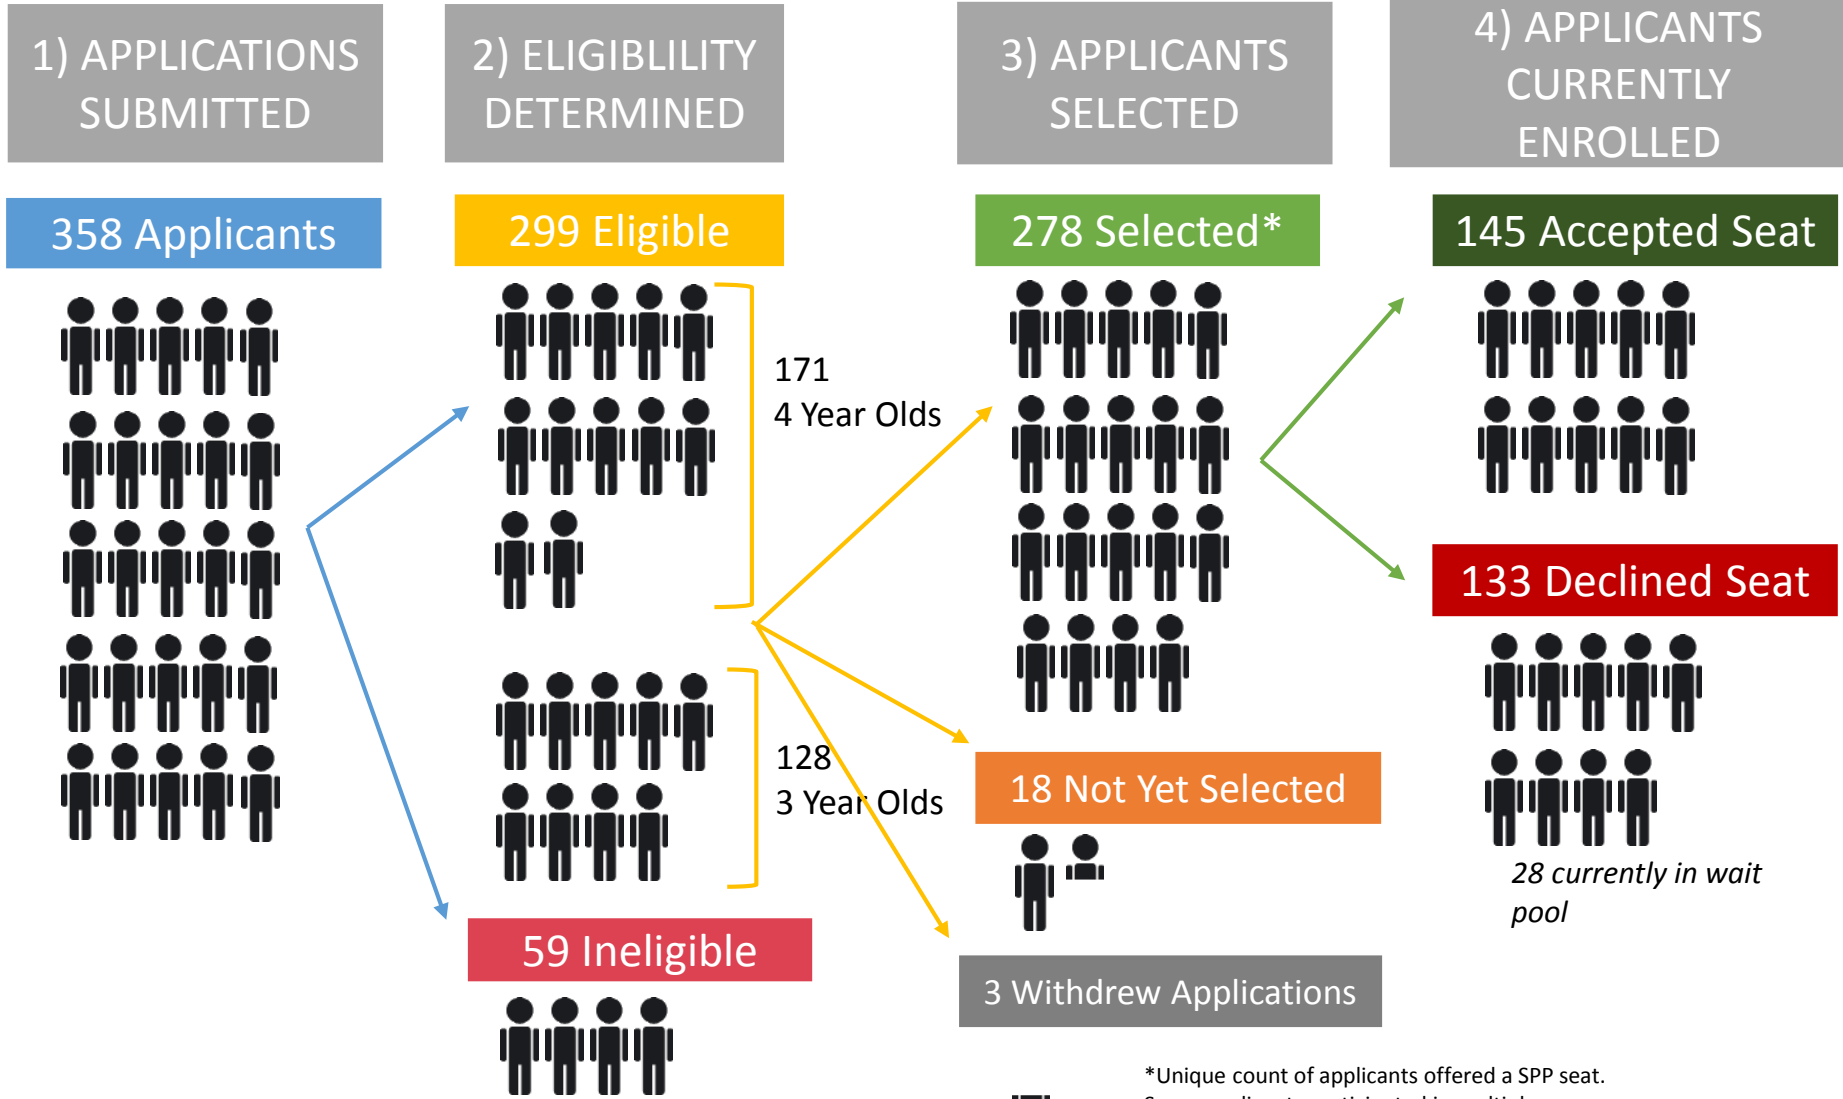 1) APPLICATIONS
SUBMITTED
2) ELIGIBLILITY
DETERMINED
3) APPLICANTS
SELECTED
4) APPLICANTS
CURRENTLY
ENROLLED
358 Applicants
299 Eligible
171
4 Year Olds
128
3 Year Olds
59 Ineligible
278 Selected*
18 Not Yet Selected
3 Withdrew Applications
145 Accepted Seat
133 Declined Seat
28 currently in wait
pool
*Unique count of applicants offered a SPP seat.